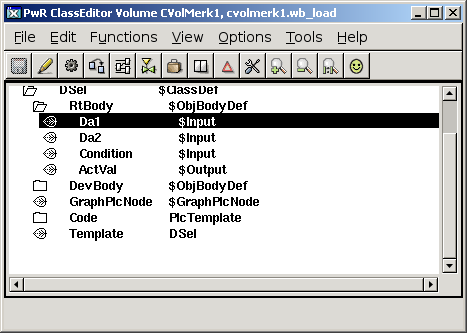 PwR ClassEditor Volume CVolMerk1, cvolmerk1.wb_load
File Edit Functions View Options Tools Help
DSel $ClassDef
RtBody $ObjBodyDef
Da1 $Input
Da2 $Input
Condition $Input
ActVal $Output
DevBody $ObjBodyDef
GraphPlcNode $GraphPlcNode
Code PlcTemplate
Template DSel